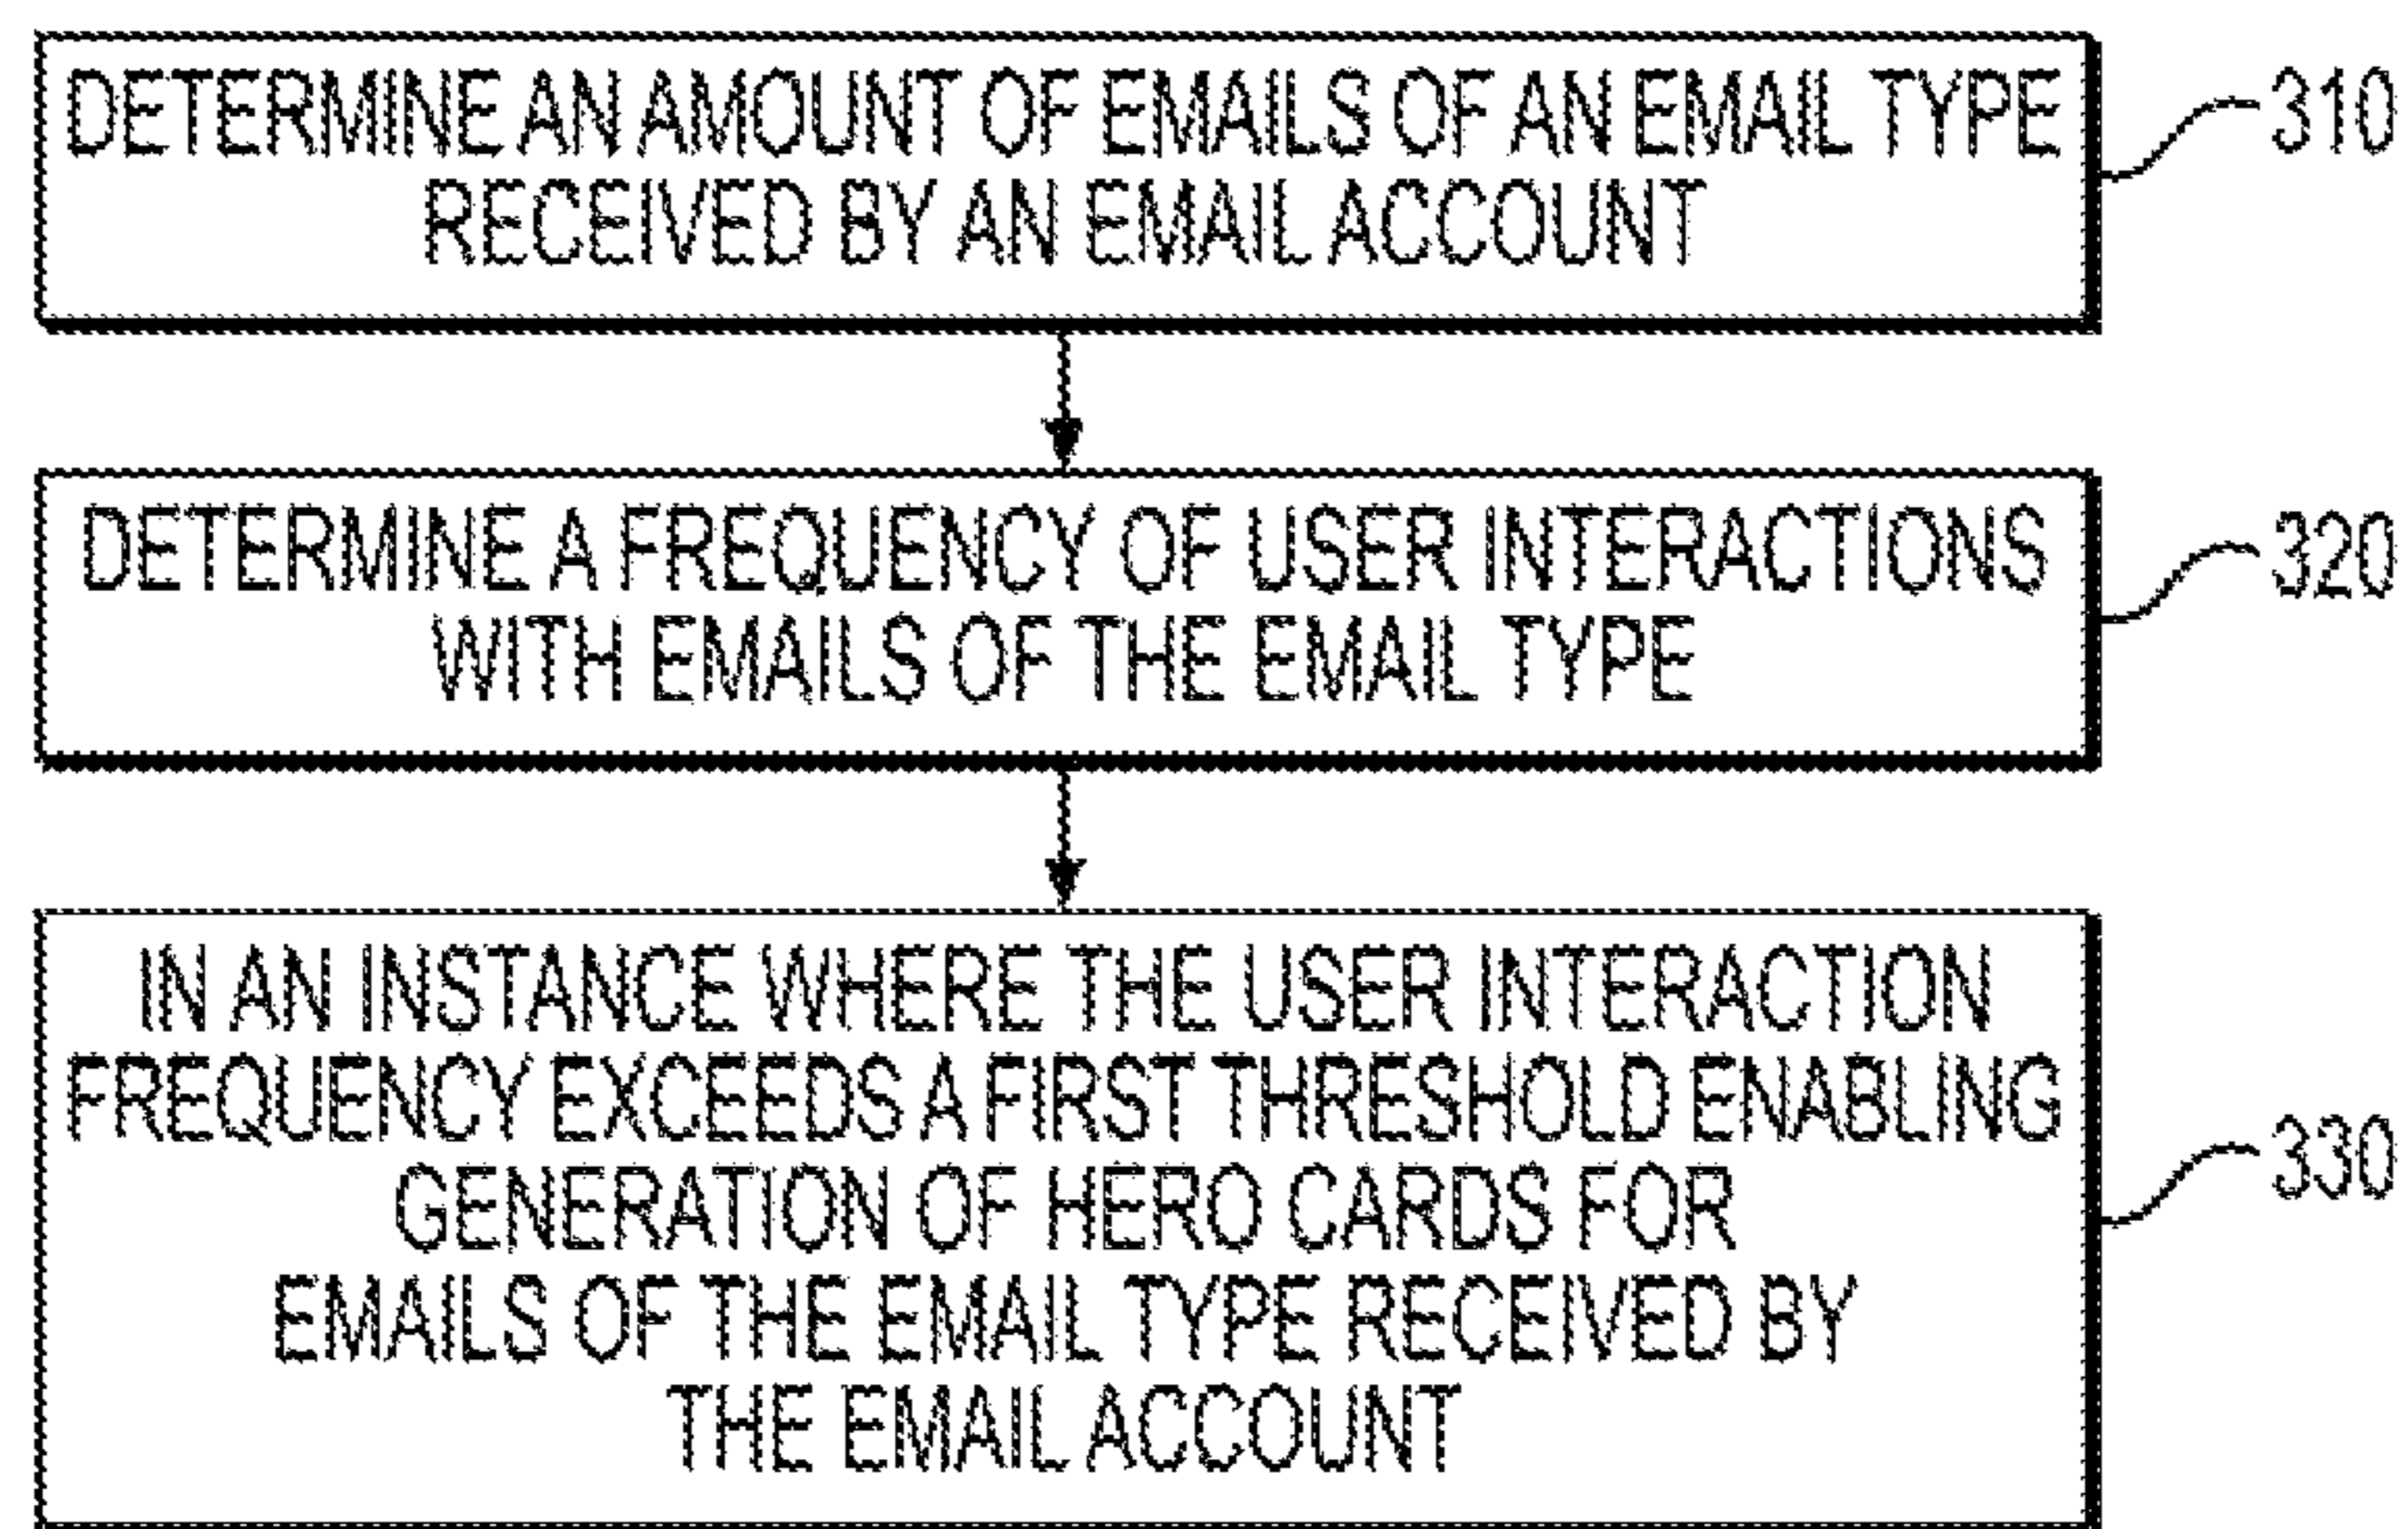 DETERMINE AN AMOUNT OF EMAILS OF AN EMAIL TYPE
RECEIVED BY AN EMAIL ACCOUNT
310
DETERMINE A FREQUENCY OF USER INTERACTIONS
WITH EMAILS OF THE EMAIL TYPE
320
IN AN INSTANCE WHERE THE USER INTERACTION
FREQUENCY EXCEEDS A FIRST THRESHOLD ENABLING
GENERATION OF HERO CARDS FOR
EMAILS OF THE EMAIL TYPE RECEIVED BY
THE EMAIL ACCOUNT
330